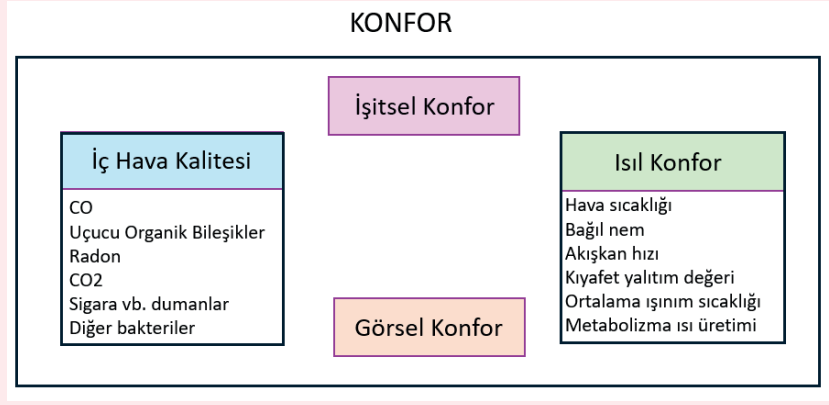 KONFOR
İşitsel Konfor
İç Hava Kalitesi
CO
Uçucu Organik Bileşikler
Radon
CO2
Sigara vb. dumanlar
Diğer bakteriler
Isıl Konfor
Hava sıcaklığı
Bağıl nem
Akışkan hızı
Kıyafet yalıtım değeri
Ortalama ışınım sıcaklığı
Metabolizma ısı üretimi
Görsel Konfor